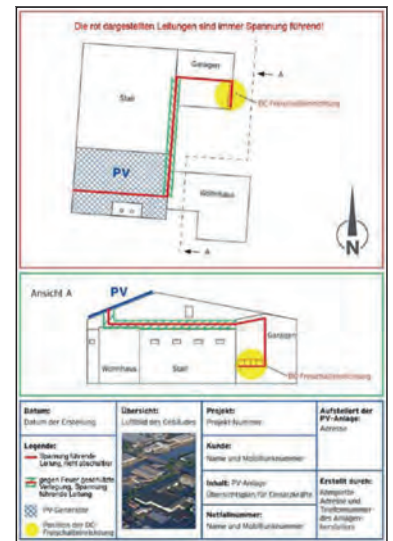 Die rot dargestellten Leitungen sind immer Spannung führend!
Garagen
A
Stall
DC Freischalteinrichtung
PV
Wohnhaus
A
N
Ansicht A
PV
Garagen
Wohnhaus
Stall
DC Freischalteinrichtung
Datum:
Datum der Erstellung
Übersicht:
Luftbild des Gebäudes
Projekt:
Projekt-Nummer
Aufsteller der
PV-Anlage:
Adresse
Legende:
Spannung führende
Leitung, nicht abschaltbar
gegen Feuer geschützte
Verlegung, Spannung
führende Leitung
PV-Generator
Position der DC-
Freischalteinrichtung
Kunde:
Name und Mobilfunknummer
Inhalt: PV-Anlage
Übersichtsplan für Einsatzkräfte
Notfallnummer:
Name und Mobilfunknummer
Erstellt durch:
Adresse und
Telefonnummer
des Anlagen-
herstellers